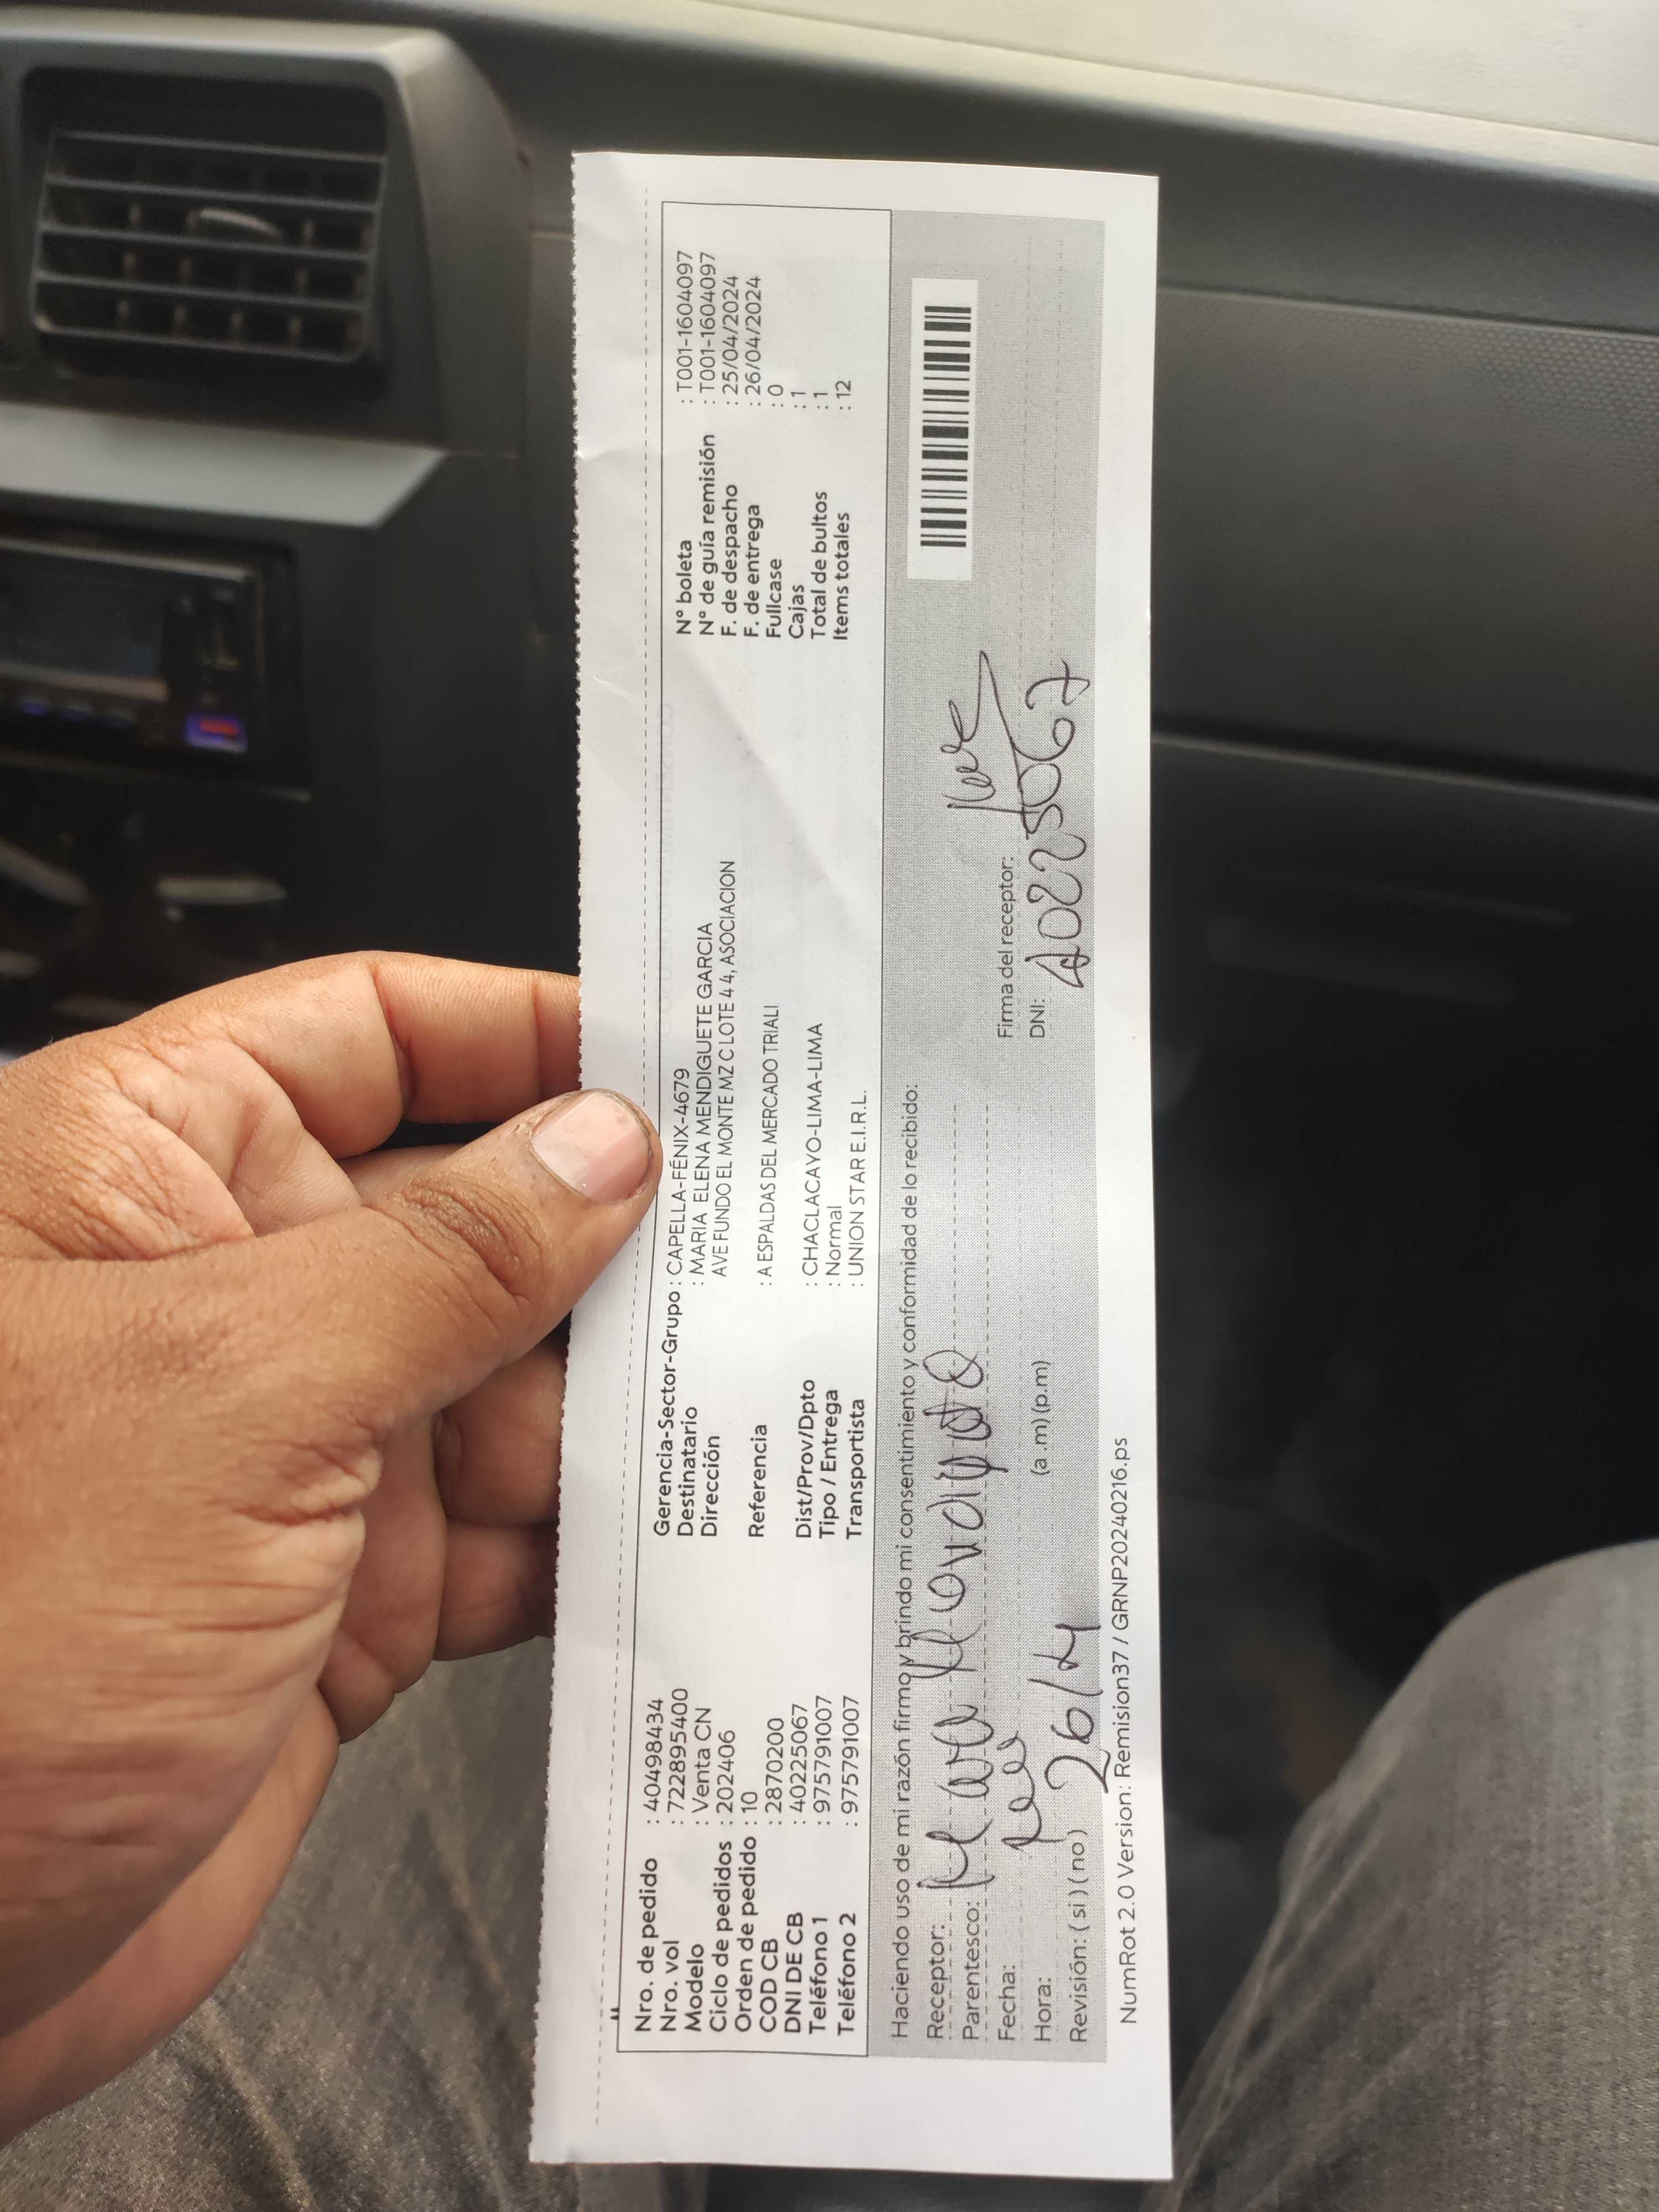 Nro. de pedido : 40498434
Nro. vol : 722895400
Modelo : Venta CN
Ciclo de pedidos : 202406
Orden de pedido : 10
COD CB : 2870200
DNI DE CB : 40225067
Teléfono 1 : 975791007
Teléfono 2 : 975791007
Gerencia-Sector-Grupo : CAPELLA-FÉNIX-4679
Destinatario : MARIA ELENA MENDIGUETE GARCIA
Dirección AVE FUNDO EL MONTE MZ C LOTE 4 4, ASOCIACION
Referencia : A ESPALDAS DEL MERCADO TRIALI
Dist/Prov/Dpto : CHACLACAYO-LIMA-LIMA
Tipo / Entrega : Normal
Transportista : UNION STAR E.I.R.L.
N° boleta : T001-1604097
N° de guía remisión : T001-1604097
F. de despacho : 25/04/2024
F. de entrega : 26/04/2024
Fullcase : 0
Cajas : 1
Total de bultos : 1
Items totales : 12
Haciendo uso de mi razón firmo y brindo mi consentimiento y conformidad de lo recibido:
Receptor:
Parentesco:
Fecha:
Hora: 26/4 (a .m) (p.m)
Revisión: ( si ) ( no )
Firma del receptor:
DNI: 40225067
NumRot 2.0 Version: Remision37 / GRNP20240216.ps